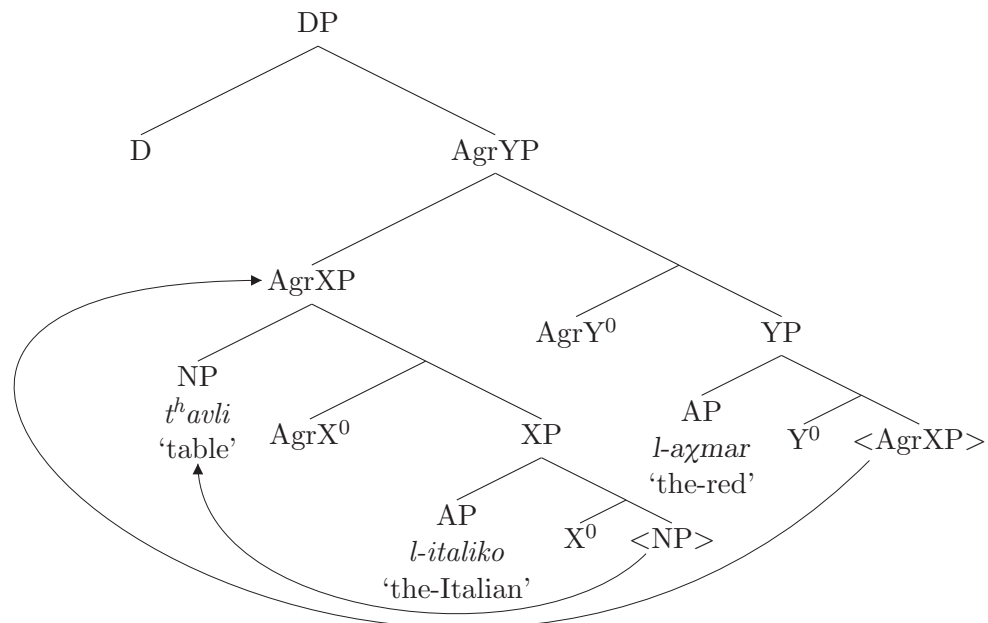 DP
D AgrYP
AgrXP
AgrY⁰ YP
NP
tʰavli
‘table’
AgrX⁰ XP
AP
l-aχmar
‘the-red’
Y⁰ <AgrXP>
AP
l-italiko
‘the-Italian’
X⁰ <NP>